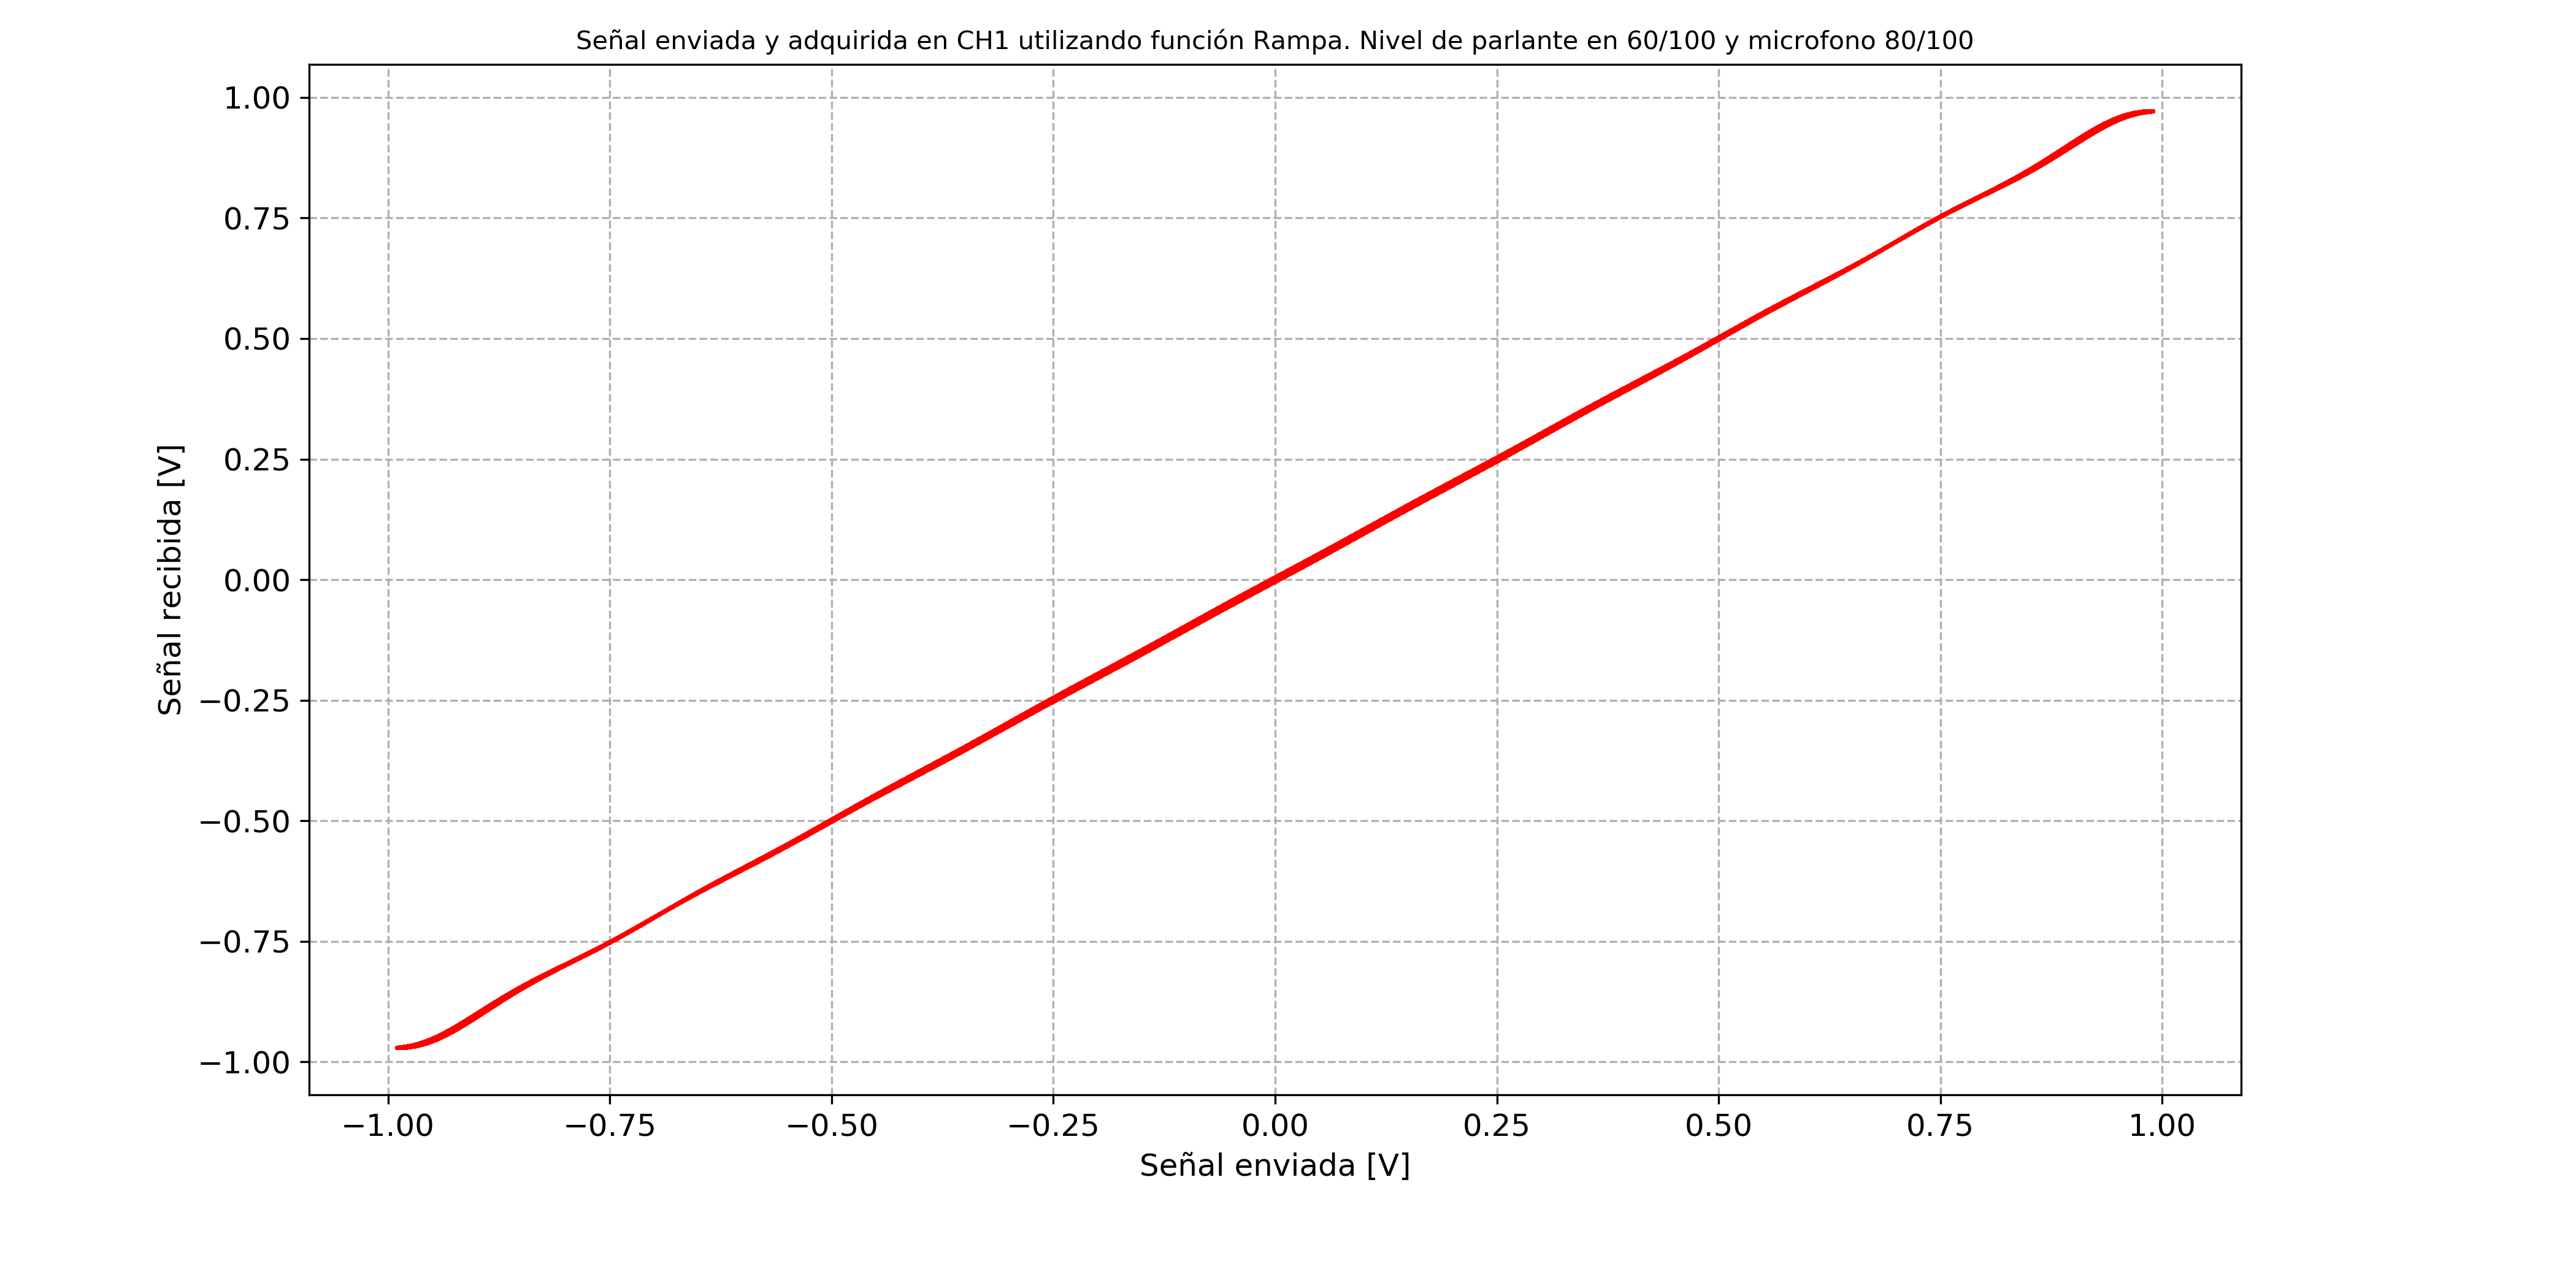 Señal enviada y adquirida en CH1 utilizando función Rampa. Nivel de parlante en 60/100 y microfono 80/100
1.00
0.75
0.50
0.25
0.00
−0.25
−0.50
−0.75
−1.00
Señal recibida [V]
−1.00 −0.75 −0.50 −0.25 0.00 0.25 0.50 0.75 1.00
Señal enviada [V]